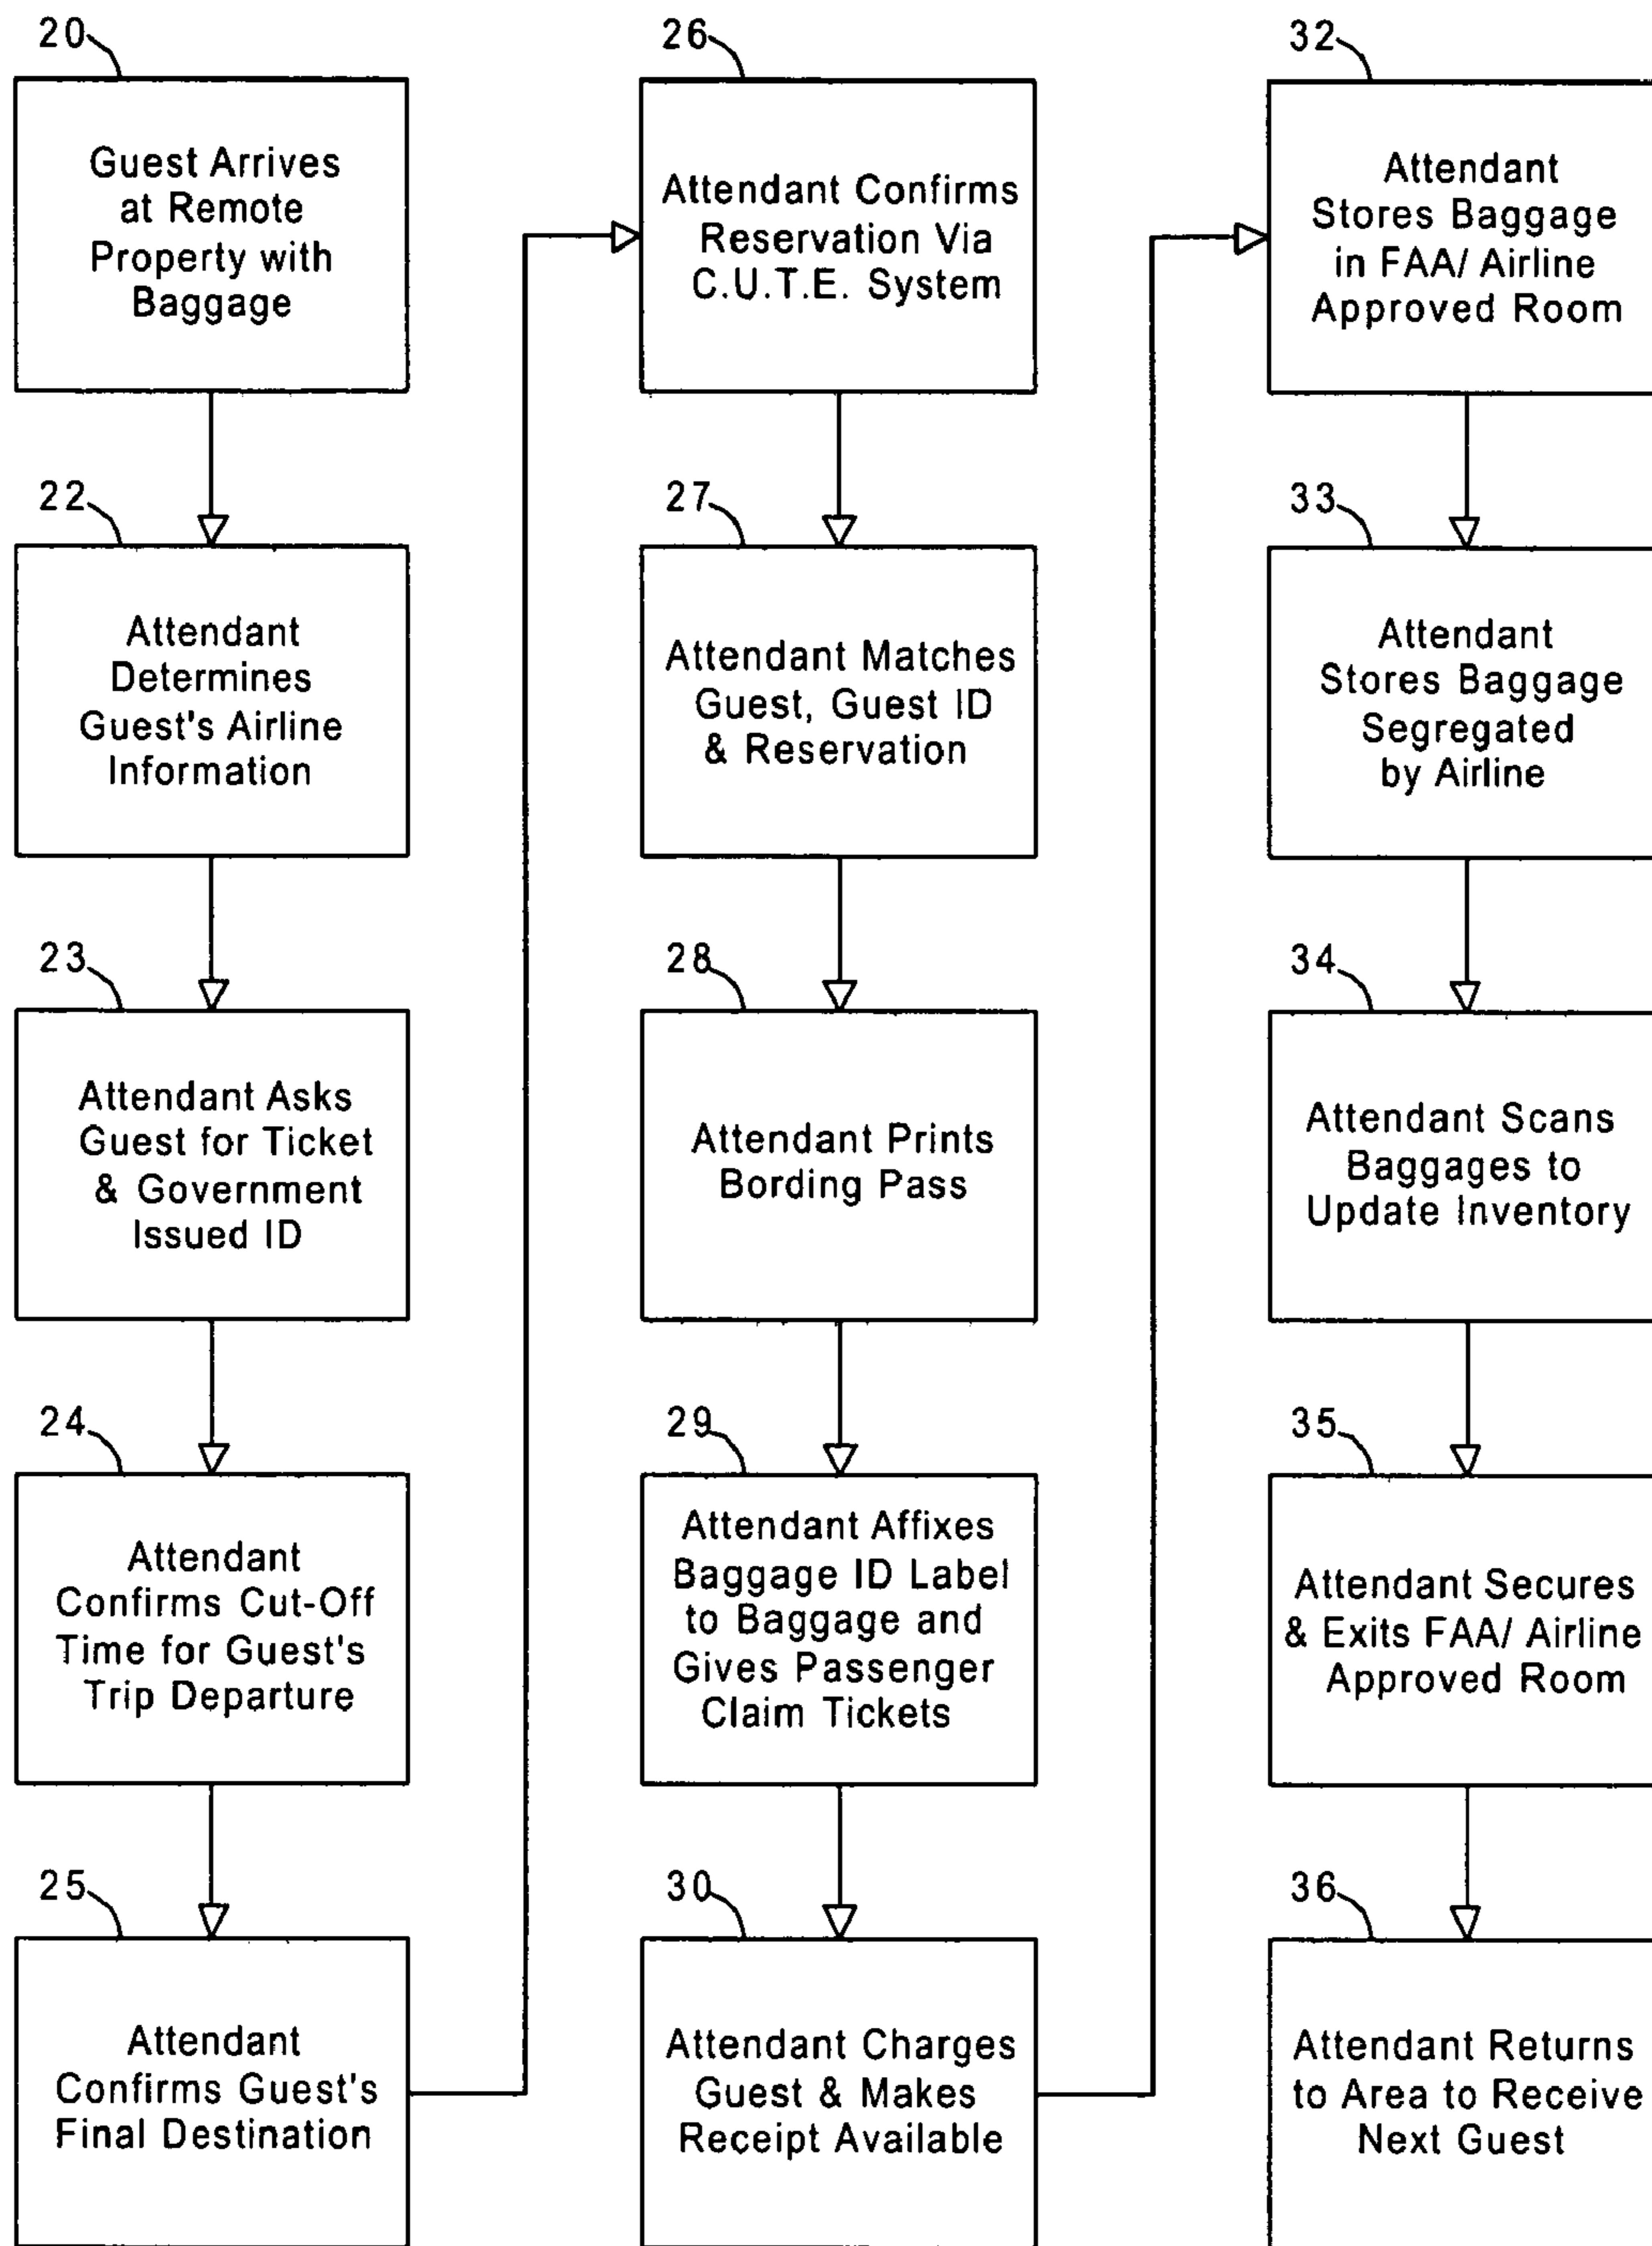 20
Guest Arrives
at Remote
Property with
Baggage
22
Attendant
Determines
Guest's Airline
Information
23
Attendant Asks
Guest for Ticket
& Government
Issued ID
24
Attendant
Confirms Cut-Off
Time for Guest's
Trip Departure
25
Attendant
Confirms Guest's
Final Destination
26
Attendant Confirms
Reservation Via
C.U.T.E. System
27
Attendant Matches
Guest, Guest ID
& Reservation
28
Attendant Prints
Bording Pass
29
Attendant Affixes
Baggage ID Label
to Baggage and
Gives Passenger
Claim Tickets
30
Attendant Charges
Guest & Makes
Receipt Available
32
Attendant
Stores Baggage
in FAA/ Airline
Approved Room
33
Attendant
Stores Baggage
Segregated
by Airline
34
Attendant Scans
Baggages to
Update Inventory
35
Attendant Secures
& Exits FAA/ Airline
Approved Room
36
Attendant Returns
to Area to Receive
Next Guest